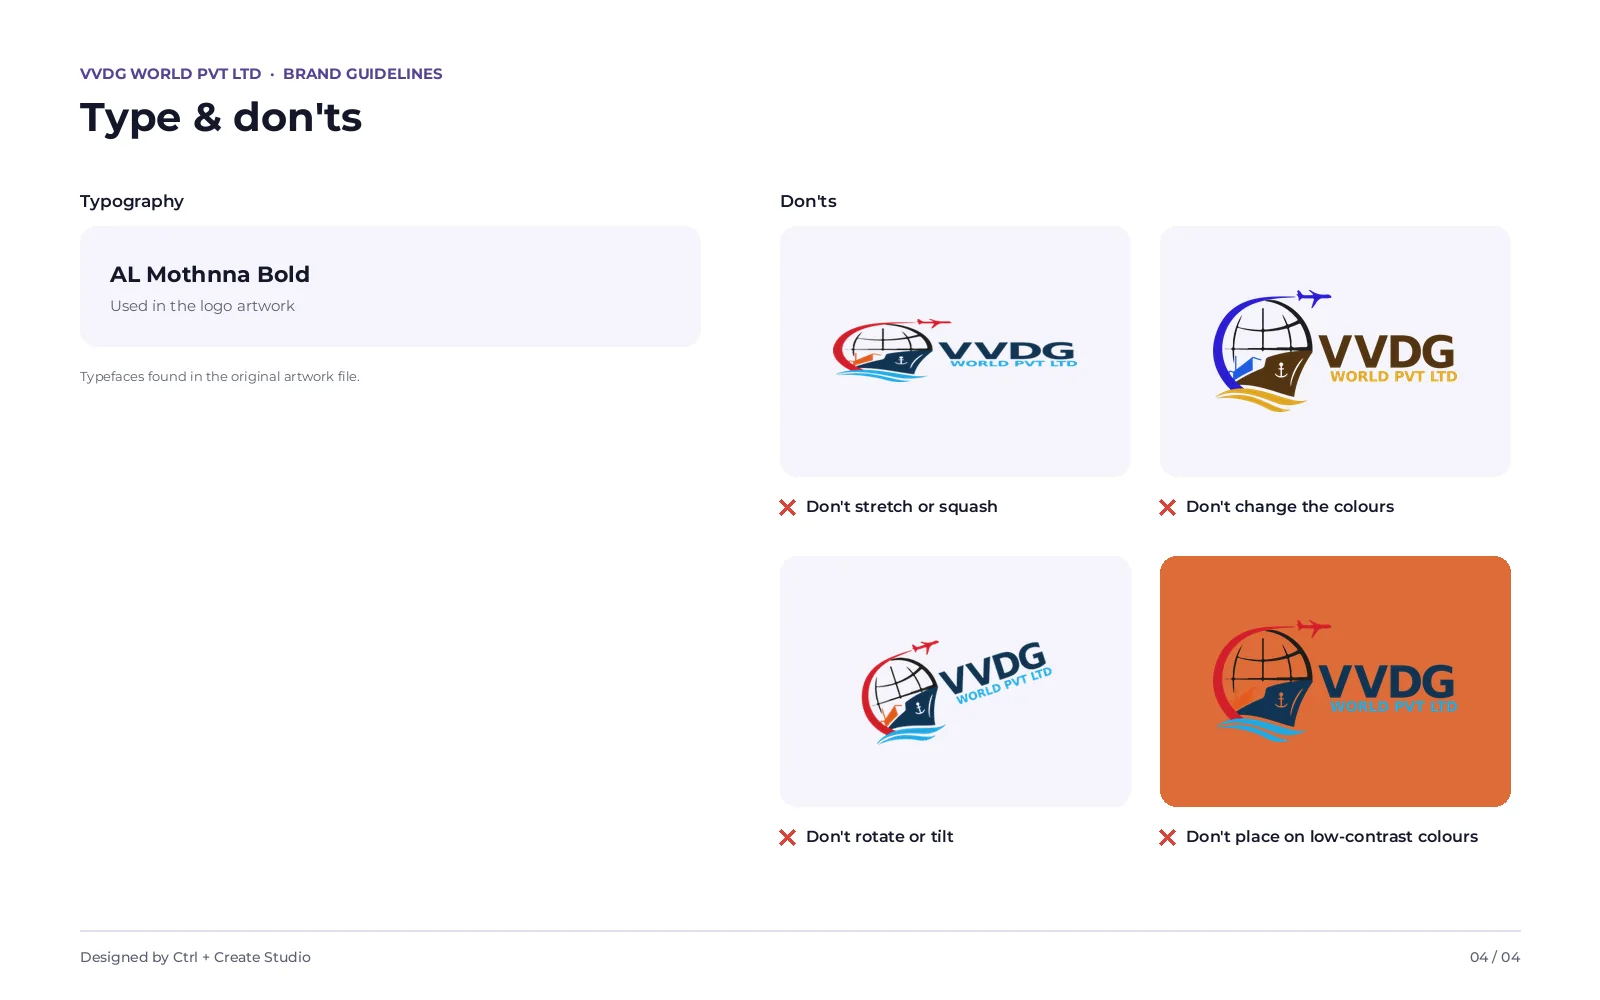 VVDG WORLD PVT LTD · BRAND GUIDELINES
Type & don'ts
Typography
AL Mothnna Bold
Used in the logo artwork
Typefaces found in the original artwork file.
Don'ts
VVDG
WORLD PVT LTD
Don't stretch or squash
VVDG
WORLD PVT LTD
Don't change the colours
VVDG
WORLD PVT LTD
Don't rotate or tilt
VVDG
WORLD PVT LTD
Don't place on low-contrast colours
Designed by Ctrl + Create Studio
04 / 04